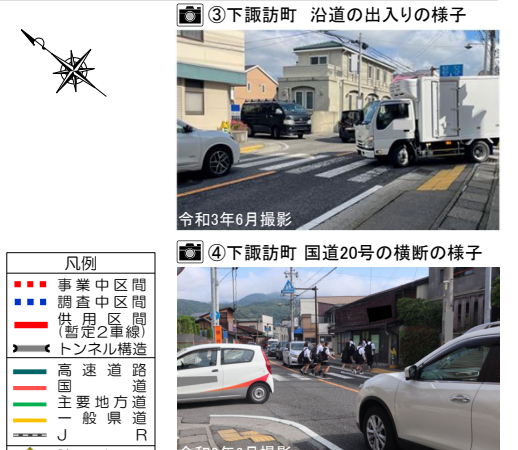 ③下諏訪町 沿道の出入りの様子
令和3年6月撮影
④下諏訪町 国道20号の横断の様子
凡例
事業中区間
調査中区間
供用区間
(暫定2車線)
トンネル構造
高速道路
国道
主要地方道
一般県道
JR